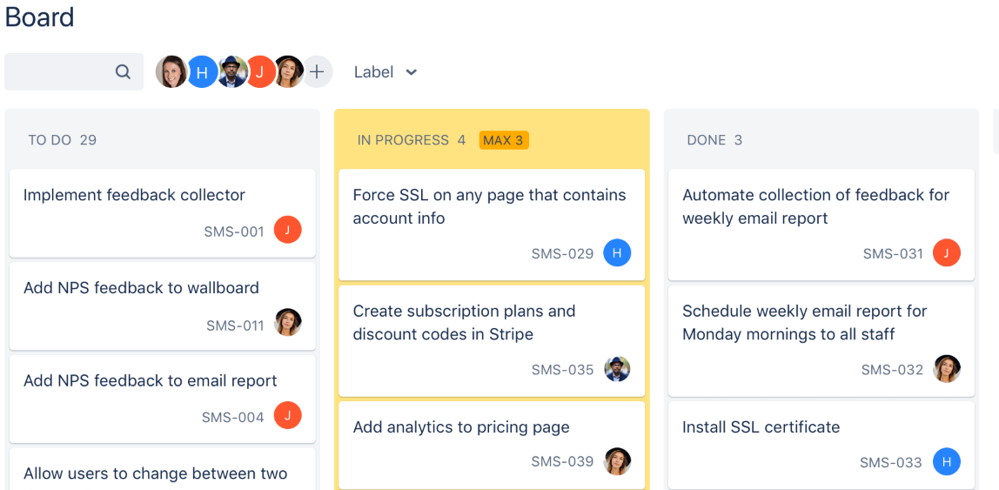 Board
H
J
Label
TO DO 29
Implement feedback collector
SMS-001
J
Add NPS feedback to wallboard
SMS-011
Add NPS feedback to email report
SMS-004
J
Allow users to change between two
IN PROGRESS 4 MAX 3
Force SSL on any page that contains
account info
SMS-029
H
Create subscription plans and
discount codes in Stripe
SMS-035
Add analytics to pricing page
SMS-039
DONE 3
Automate collection of feedback for
weekly email report
SMS-031
J
Schedule weekly email report for
Monday mornings to all staff
SMS-032
Install SSL certificate
SMS-033
H